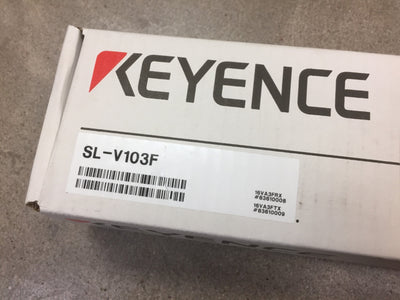 KEYENCE
SL-V103F
16VA3FRX
#63610008
16VA3FTX
#63610009